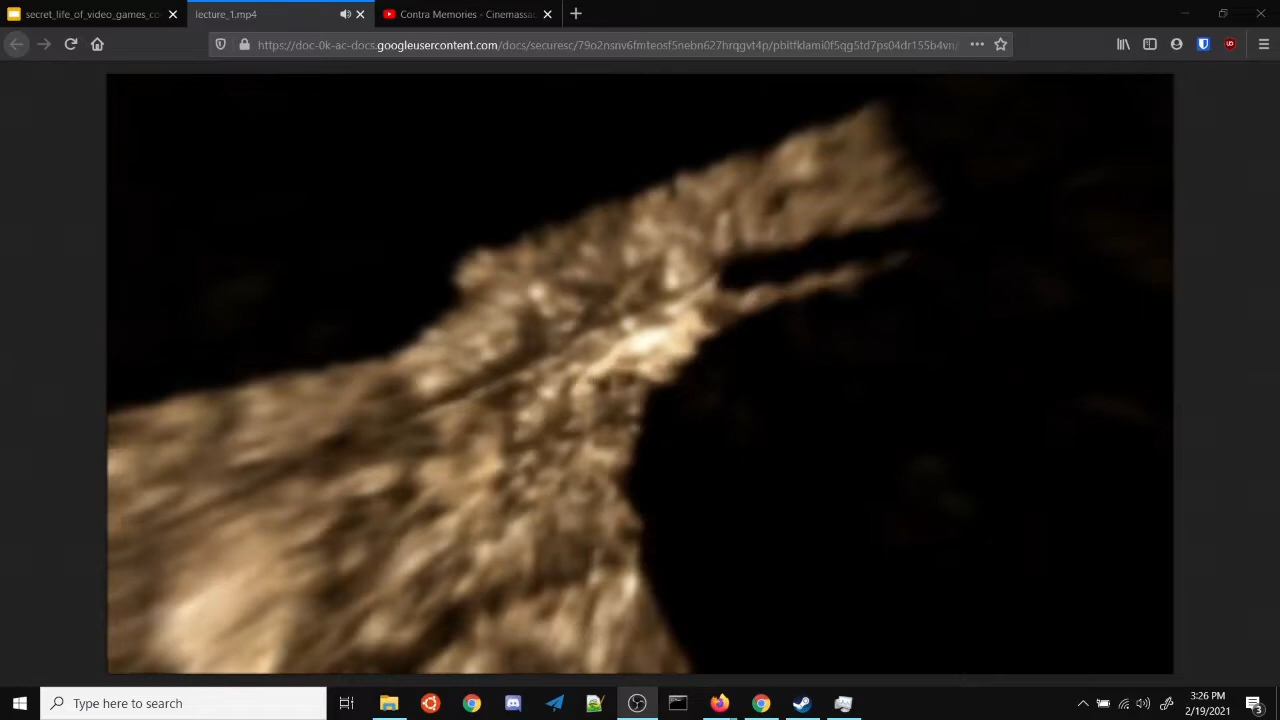 secret_life_of_video_games_co
lecture_1.mp4
Contra Memories - Cinemassa
https://doc-0k-ac-docs.googleusercontent.com/docs/securesc/79o2nsnv6fmteosf5nebn627hrqgvt4p/pbitfklami0f5qg5td7ps04dr155b4vn/
Type here to search
3:26 PM
2/19/2021
3